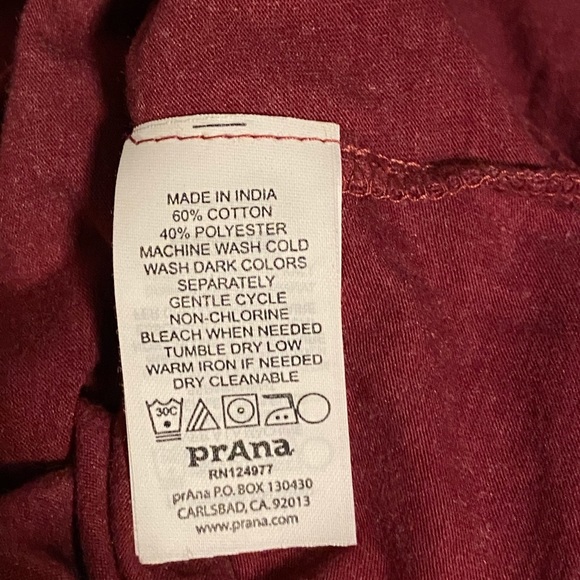 MADE IN INDIA
60% COTTON
40% POLYESTER
MACHINE WASH COLD
WASH DARK COLORS
SEPARATELY
GENTLE CYCLE
NON-CHLORINE
BLEACH WHEN NEEDED
TUMBLE DRY LOW
WARM IRON IF NEEDED
DRY CLEANABLE
30C
prAna
RN124977
prAna P.O. BOX 130430
CARLSBAD, CA. 92013
www.prana.com